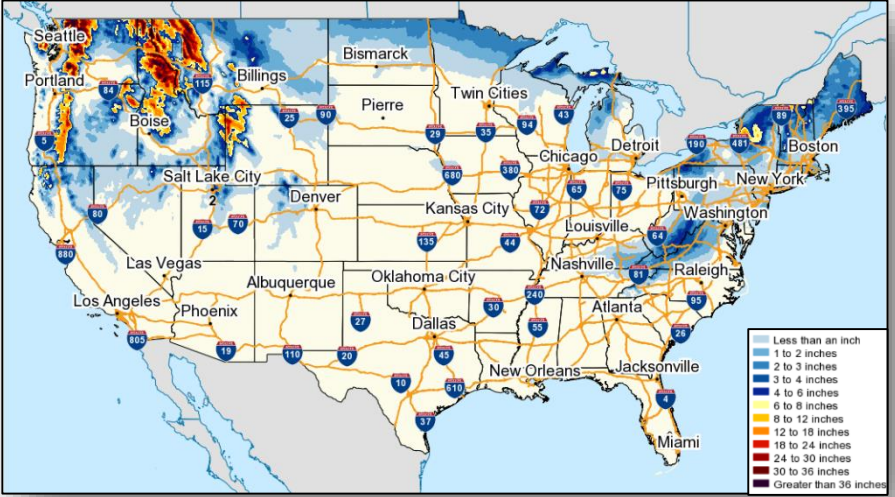 Seattle
Portland
84
115
Billings
Bismarck
Boise
25
90
Pierre
Twin Cities
29
35
94
43
5
Salt Lake City
2
Denver
680
380
Chicago
Detroit
190
481
89
395
Boston
Pittsburgh
New York
Washington
80
15
70
Kansas City
72
65
75
Louisville
64
880
Las Vegas
135
44
Nashville
81
Raleigh
Los Angeles
Phoenix
Albuquerque
Oklahoma City
240
Atlanta
95
805
19
110
27
20
Dallas
30
55
26
45
10
610
New Orleans
Jacksonville
37
4
Miami
Less than an inch
1 to 2 inches
2 to 3 inches
3 to 4 inches
4 to 6 inches
6 to 8 inches
8 to 12 inches
12 to 18 inches
18 to 24 inches
24 to 30 inches
30 to 36 inches
Greater than 36 inches